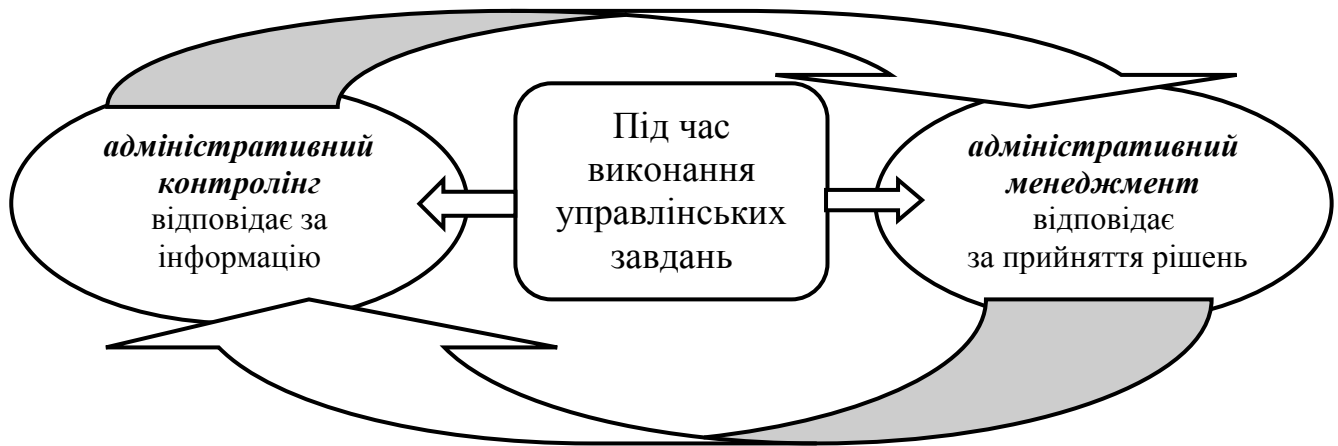 адміністративний
контролінг
відповідає за
інформацію
Під час
виконання
управлінських
завдань
адміністративний
менеджмент
відповідає
за прийняття рішень